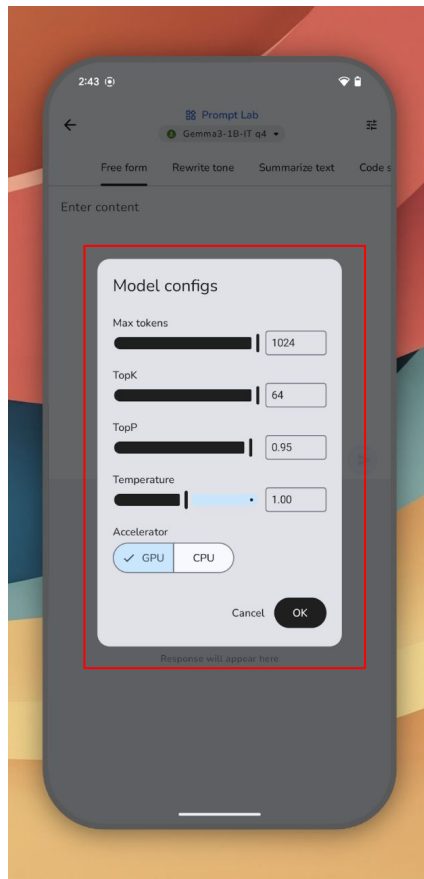 2:43
Prompt Lab
Gemma3-1B-IT q4
Free form Rewrite tone Summarize text Code s
Enter content
Model configs
Max tokens
1024
TopK
64
TopP
0.95
Temperature
1.00
Accelerator
GPU CPU
Cancel OK
Response will appear here